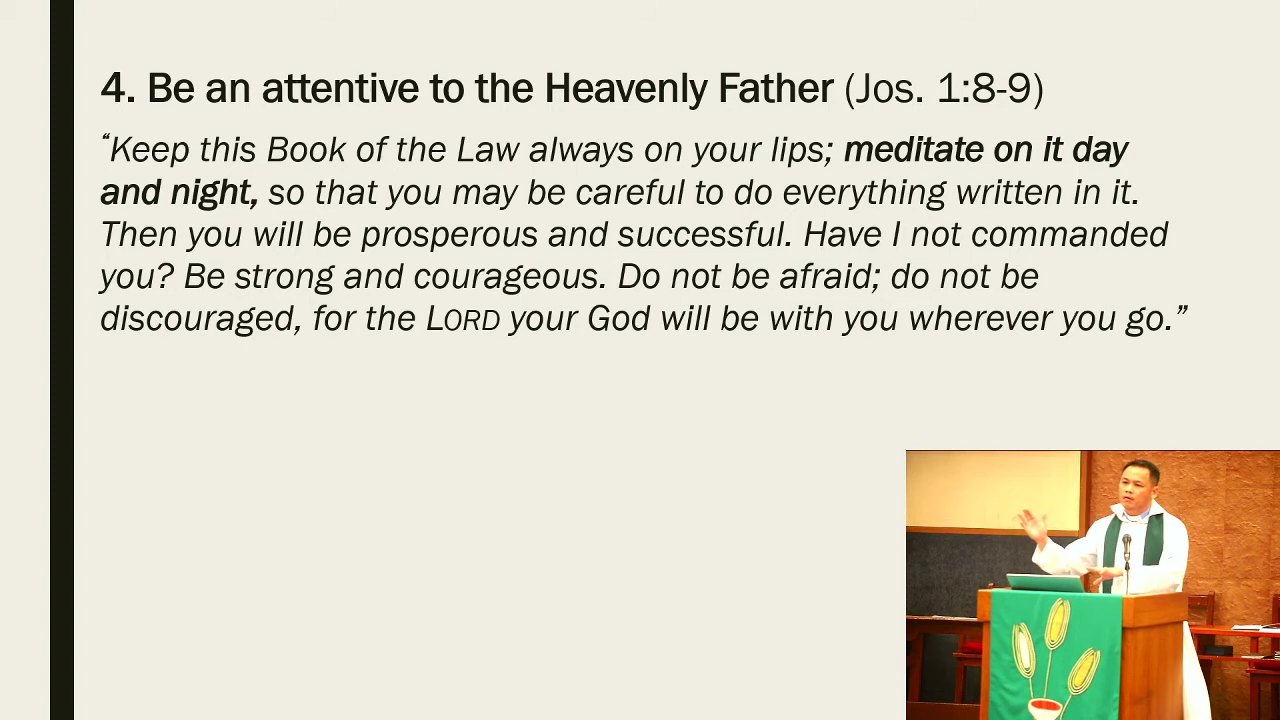 4. Be an attentive to the Heavenly Father (Jos. 1:8-9)
“Keep this Book of the Law always on your lips; meditate on it day
and night, so that you may be careful to do everything written in it.
Then you will be prosperous and successful. Have I not commanded
you? Be strong and courageous. Do not be afraid; do not be
discouraged, for the LORD your God will be with you wherever you go.”